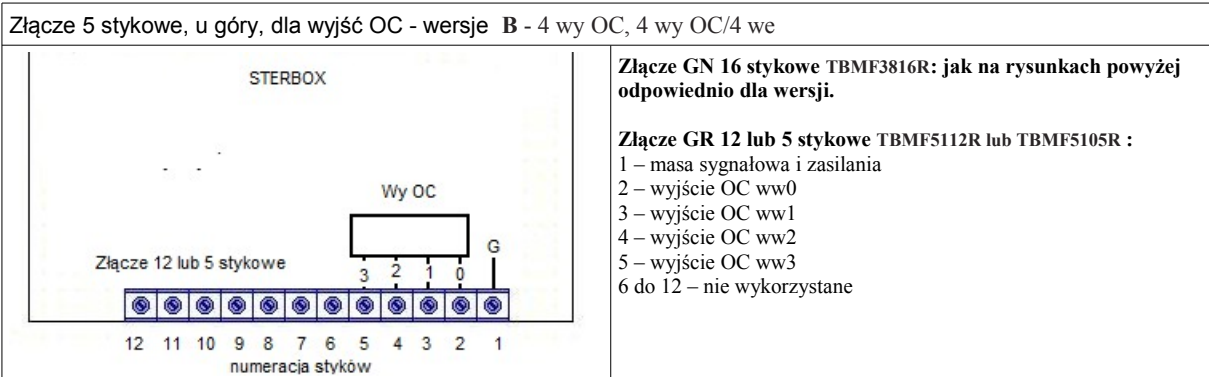 Złącze 5 stykowe, u góry, dla wyjść OC - wersje B - 4 wy OC, 4 wy OC/4 we
STERBOX
Wy OC
G
Złącze 12 lub 5 stykowe
3 2 1 0
12 11 10 9 8 7 6 5 4 3 2 1
numeracja styków
Złącze GN 16 stykowe TBMF3816R: jak na rysunkach powyżej
odpowiednio dla wersji.
Złącze GR 12 lub 5 stykowe TBMF5112R lub TBMF5105R :
1 – masa sygnałowa i zasilania
2 – wyjście OC ww0
3 – wyjście OC ww1
4 – wyjście OC ww2
5 – wyjście OC ww3
6 do 12 – nie wykorzystane